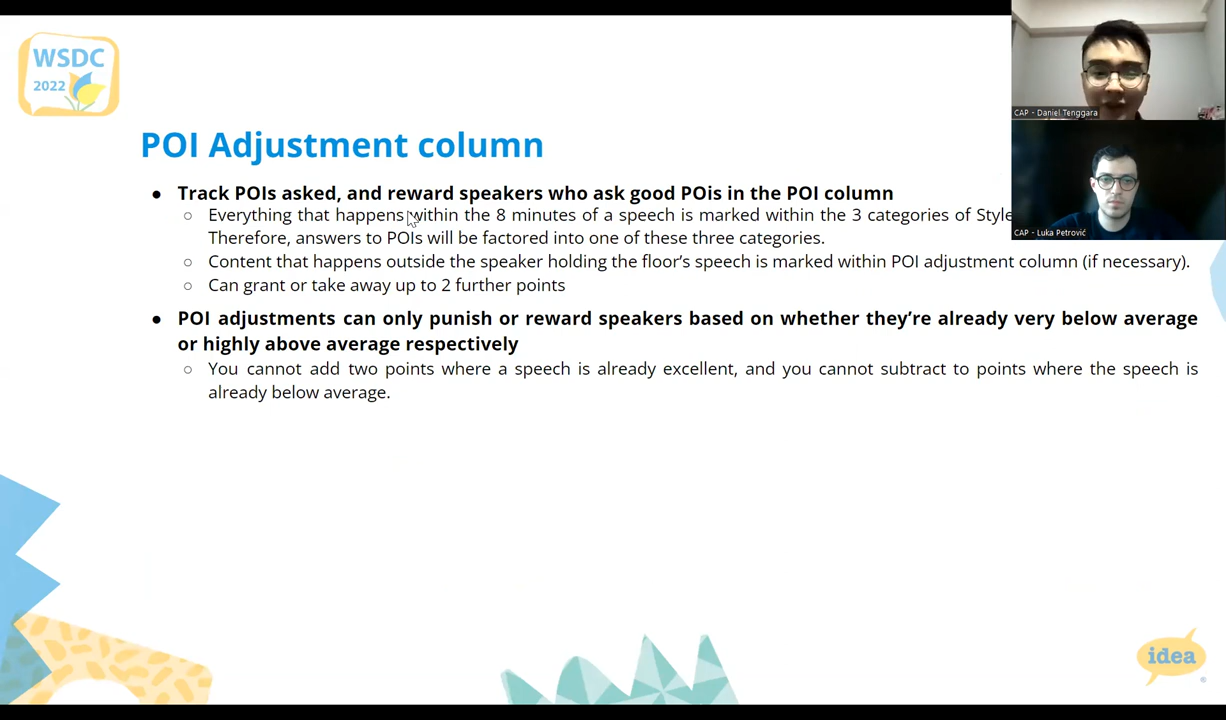 WSDC
2022
POI Adjustment column
● Track POIs asked, and reward speakers who ask good POis in the POI column
○ Everything that happens within the 8 minutes of a speech is marked within the 3 categories of Style
Therefore, answers to POIs will be factored into one of these three categories.
○ Content that happens outside the speaker holding the floor's speech is marked within POI adjustment column (if necessary).
○ Can grant or take away up to 2 further points
● POI adjustments can only punish or reward speakers based on whether they're already very below average
or highly above average respectively
○ You cannot add two points where a speech is already excellent, and you cannot subtract to points where the speech is
already below average.
CAP - Daniel Tenggara
CAP - Luka Petrović
idea
®